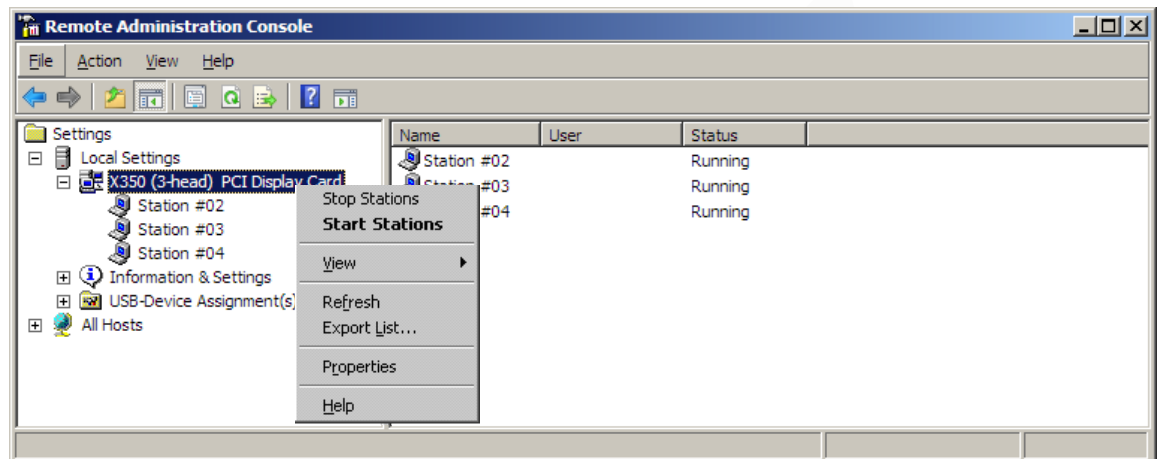 Remote Administration Console
File Action View Help
Settings
Local Settings
X350 (3-head) PCI Display Card
Station #02
Station #03
Station #04
Information & Settings
USB-Device Assignment(s)
All Hosts
Name User Status
Station #02 Running
Station #03 Running
#04 Running
Stop Stations
Start Stations
View
Refresh
Export List...
Properties
Help